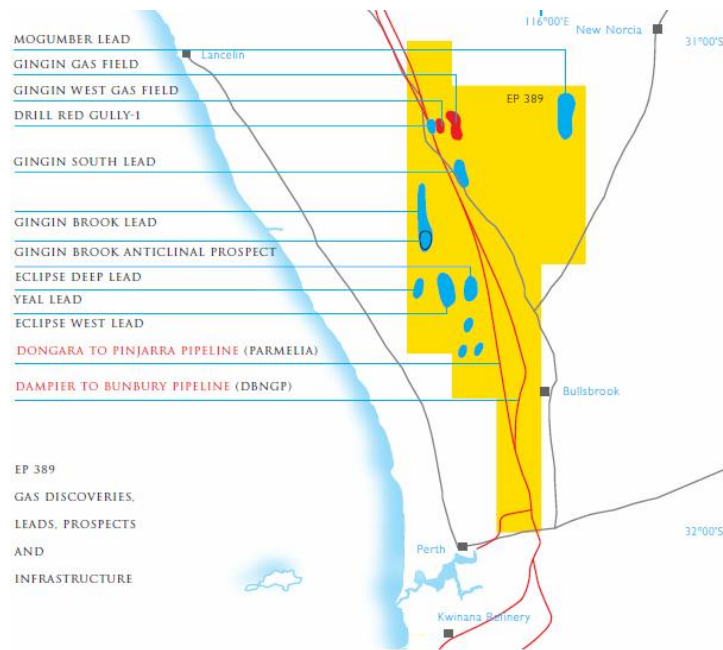 116°00'E
New Norcia
31°00'S
MOGUMBER LEAD
Lancelin
GINGIN GAS FIELD
GINGIN WEST GAS FIELD
EP 389
DRILL RED GULLY-1
GINGIN SOUTH LEAD
GINGIN BROOK LEAD
GINGIN BROOK ANTICLINAL PROSPECT
ECLIPSE DEEP LEAD
YEAL LEAD
ECLIPSE WEST LEAD
DONGARA TO PINJARRA PIPELINE (PARMELIA)
DAMPIER TO BUNBURY PIPELINE (DBNGP)
Bullsbrook
EP 389
GAS DISCOVERIES,
LEADS, PROSPECTS
AND
INFRASTRUCTURE
32°00'S
Perth
Kwinana Refinery